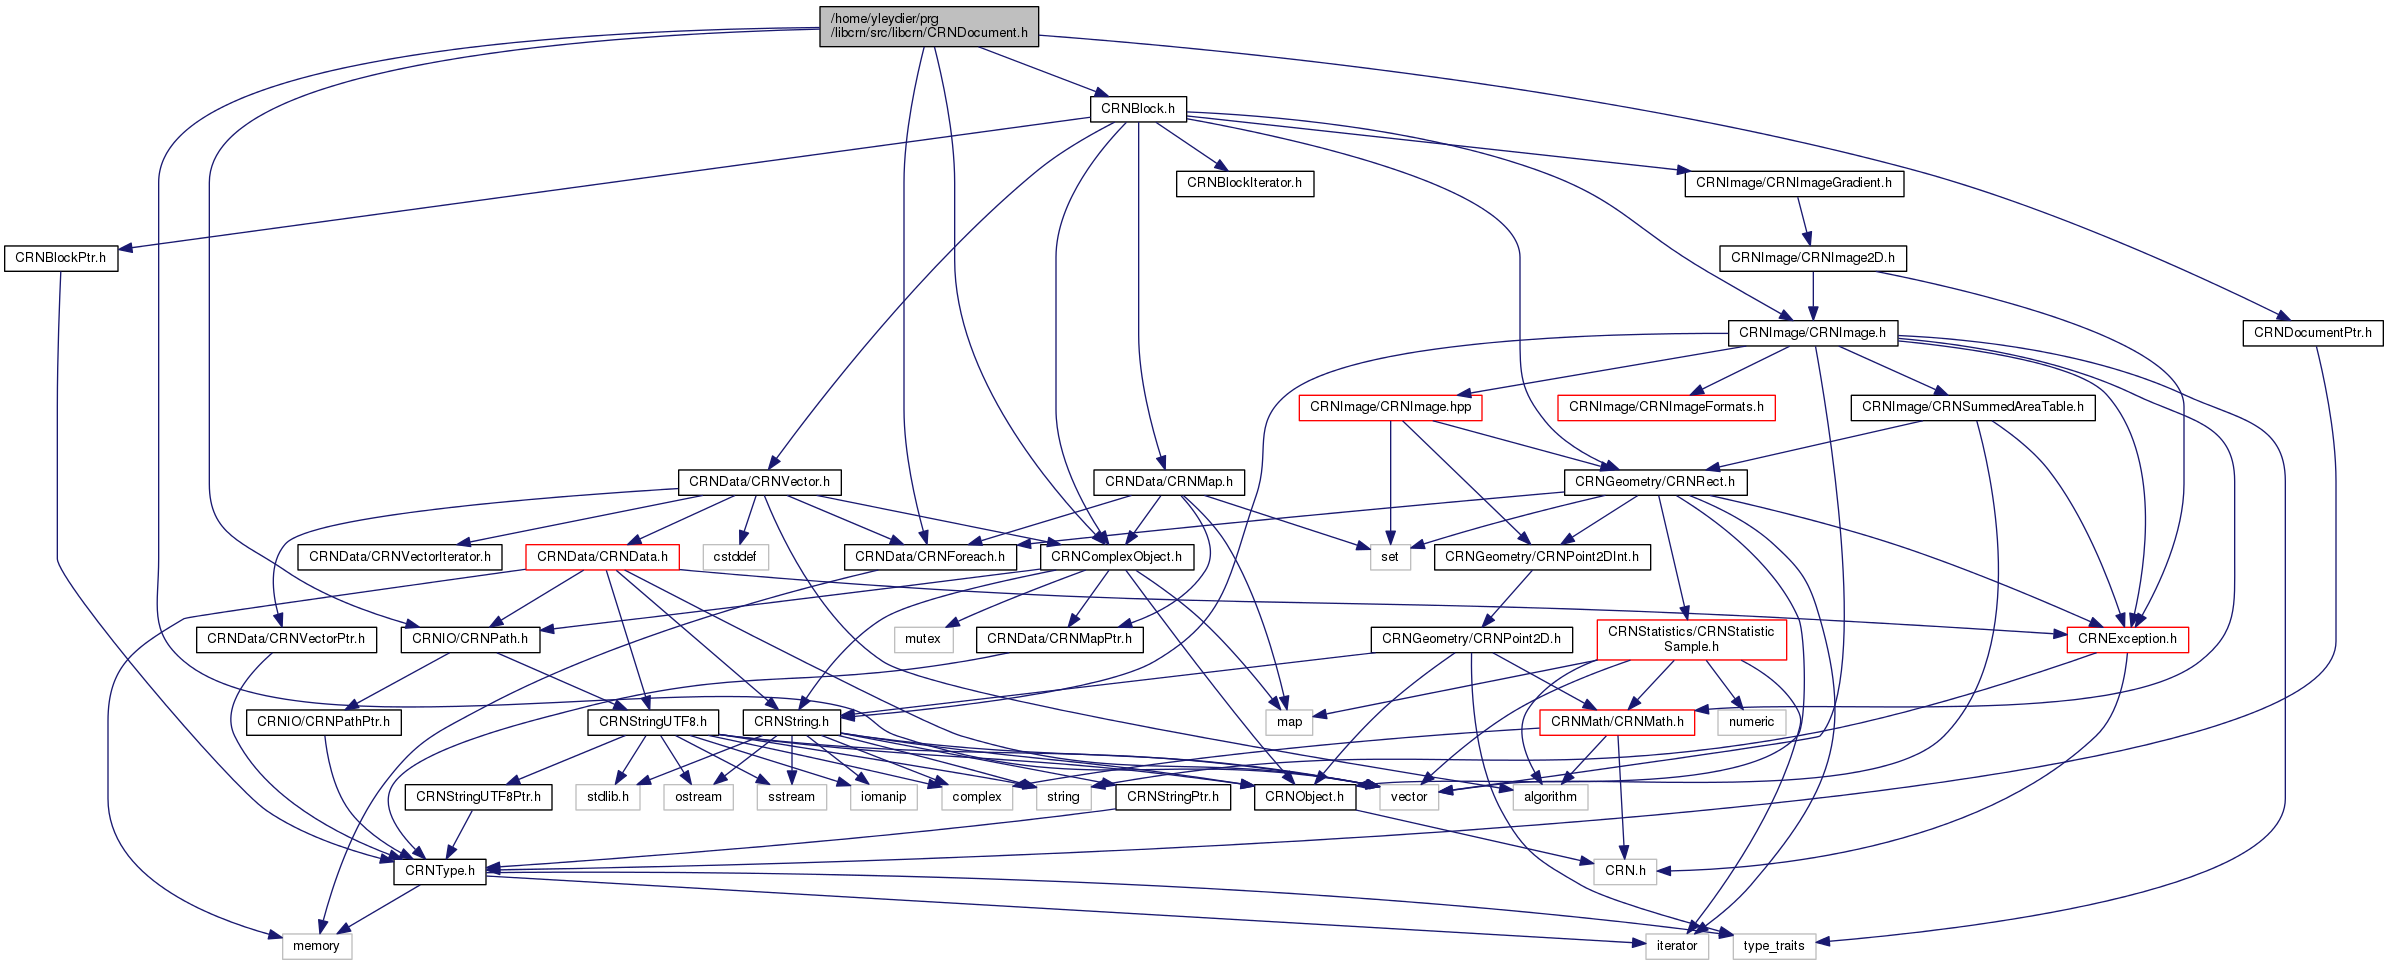 /home/yleydier/prg
/libcrn/src/libcrn/CRNDocument.h
CRNBlock.h
CRNBlockIterator.h
CRNImage/CRNImageGradient.h
CRNBlockPtr.h
CRNImage/CRNImage2D.h
CRNImage/CRNImage.h
CRNDocumentPtr.h
CRNImage/CRNImage.hpp
CRNImage/CRNImageFormats.h
CRNImage/CRNSummedAreaTable.h
CRNData/CRNVector.h
CRNData/CRNMap.h
CRNGeometry/CRNRect.h
CRNData/CRNVectorIterator.h
CRNData/CRNData.h
cstddef
CRNData/CRNForeach.h
CRNComplexObject.h
set
CRNGeometry/CRNPoint2DInt.h
CRNData/CRNVectorPtr.h
CRNIO/CRNPath.h
mutex
CRNData/CRNMapPtr.h
CRNGeometry/CRNPoint2D.h
CRNStatistics/CRNStatistic
Sample.h
CRNException.h
CRNIO/CRNPathPtr.h
CRNStringUTF8.h
CRNString.h
map
CRNMath/CRNMath.h
numeric
CRNStringUTF8Ptr.h
stdlib.h
ostream
sstream
iomanip
complex
string
CRNStringPtr.h
CRNObject.h
vector
algorithm
CRNType.h
CRN.h
memory
iterator
type_traits